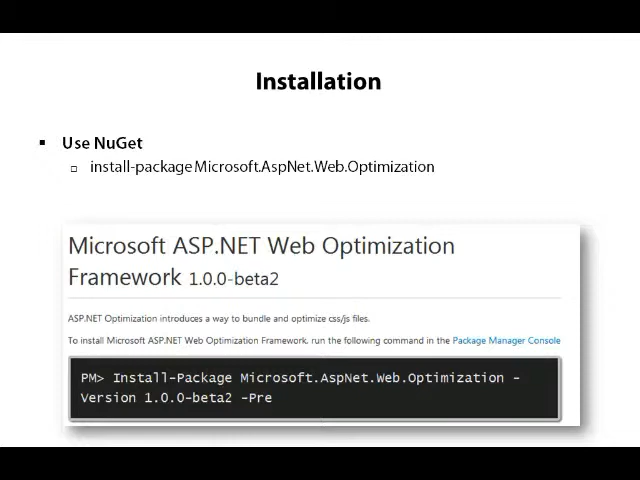 Installation
Use NuGet
install-package Microsoft.AspNet.Web.Optimization
Microsoft ASP.NET Web Optimization
Framework 1.0.0-beta2
ASP.NET Optimization introduces a way to bundle and optimize css/js files.
To install Microsoft ASP.NET Web Optimization Framework, run the following command in the Package Manager Console
PM> Install-Package Microsoft.AspNet.Web.Optimization -
Version 1.0.0-beta2 -Pre